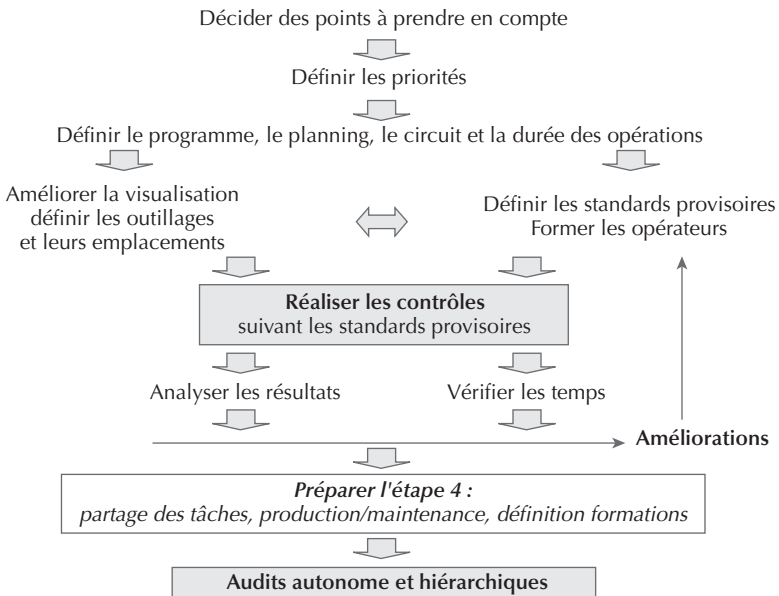 Décider des points à prendre en compte
Définir les priorités
Définir le programme, le planning, le circuit et la durée des opérations
Améliorer la visualisation
définir les outillages
et leurs emplacements
Définir les standards provisoires
Former les opérateurs
Réaliser les contrôles
suivant les standards provisoires
Analyser les résultats
Vérifier les temps
Améliorations
Préparer l'étape 4 :
partage des tâches, production/maintenance, définition formations
Audits autonome et hiérarchiques